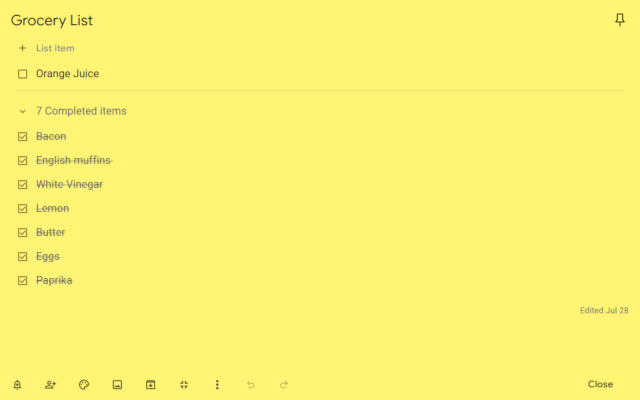 Grocery List
List item
Orange Juice
7 Completed items
Bacon
English muffins
White Vinegar
Lemon
Butter
Eggs
Paprika
Edited Jul 28
Close